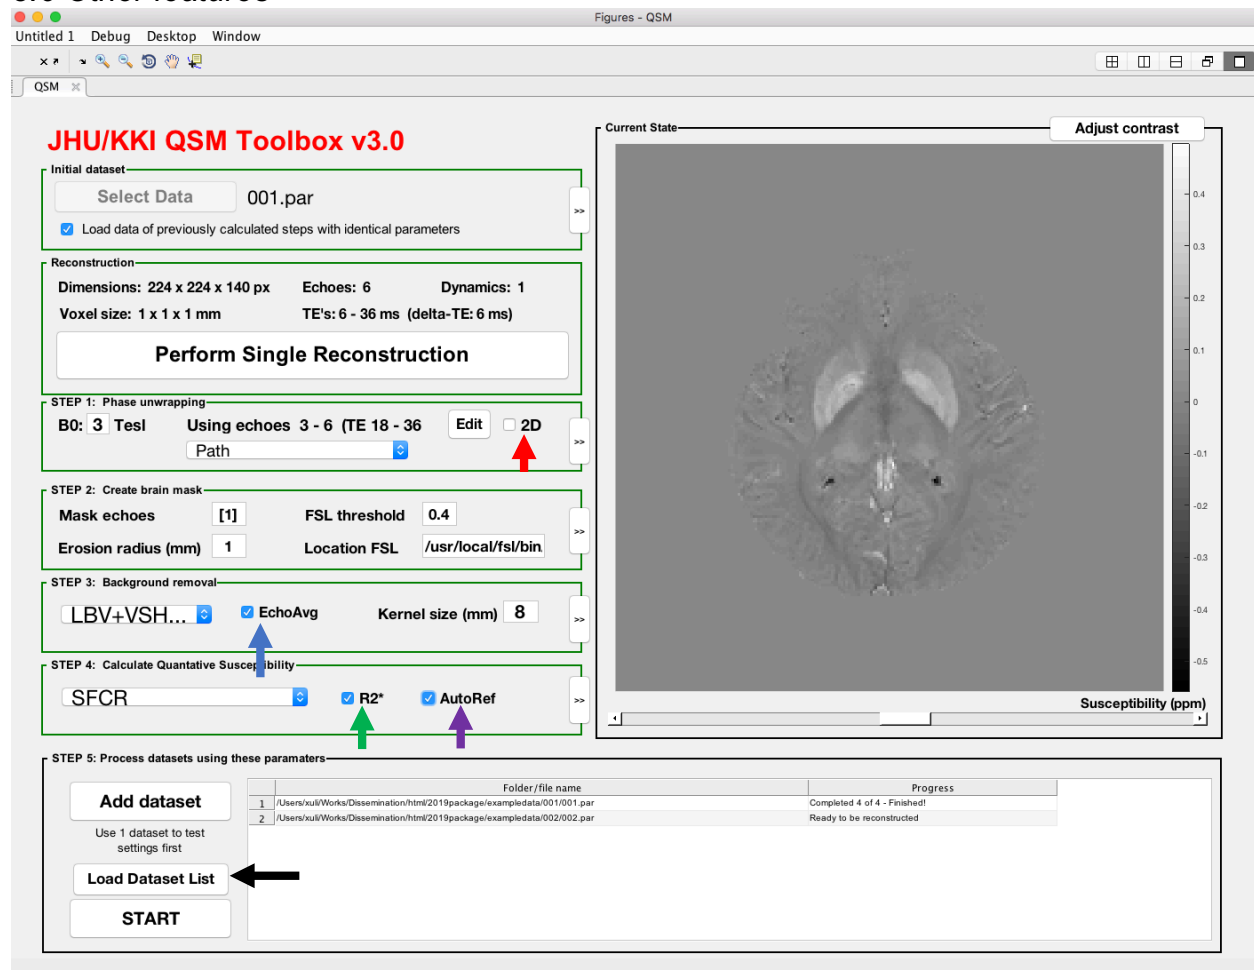 Figures - QSM
Untitled 1 Debug Desktop Window
QSM
JHU/KKI QSM Toolbox v3.0
Initial dataset
Select Data 001.par
Load data of previously calculated steps with identical parameters
>>
Reconstruction
Dimensions: 224 x 224 x 140 px Echoes: 6 Dynamics: 1
Voxel size: 1 x 1 x 1 mm TE's: 6 - 36 ms (delta-TE: 6 ms)
Perform Single Reconstruction
STEP 1: Phase unwrapping
B0: 3 Tesl Using echoes 3 - 6 (TE 18 - 36 Edit 2D
Path
>>
STEP 2: Create brain mask
Mask echoes [1] FSL threshold 0.4
Erosion radius (mm) 1 Location FSL /usr/local/fsl/bin
>>
STEP 3: Background removal
LBV+VSH... EchoAvg Kernel size (mm) 8
>>
STEP 4: Calculate Quantative Susceptibility
SFCR R2* AutoRef
>>
Current State
Adjust contrast
0.4
0.3
0.2
0.1
0
-0.1
-0.2
-0.3
-0.4
-0.5
Susceptibility (ppm)
STEP 5: Process datasets using these paramaters
Add dataset
Use 1 dataset to test
settings first
Load Dataset List
START
Folder/file name Progress
1 /Users/xuli/Works/Dissemination/html/2019package/exampledata/001/001.par Completed 4 of 4 - Finished!
2 /Users/xuli/Works/Dissemination/html/2019package/exampledata/002/002.par Ready to be reconstructed